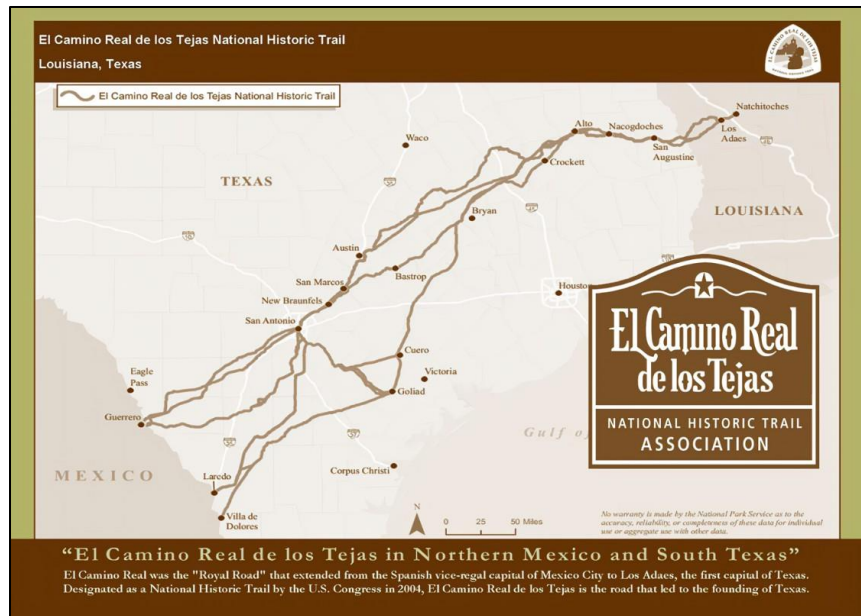 El Camino Real de los Tejas National Historic Trail
Louisiana, Texas
El Camino Real de los Tejas National Historic Trail
Natchitoches
Alto
Nacogdoches
Los
Adaes
San
Augustine
Waco
Crockett
TEXAS
Bryan
LOUISIANA
Austin
Bastrop
San Marcos
Houston
New Braunfels
San Antonio
Cuero
Victoria
Eagle
Pass
Goliad
Guerrero
MEXICO
Laredo
Corpus Christi
Villa de
Dolores
Gulf of
El Camino Real
de los Tejas
NATIONAL HISTORIC TRAIL
ASSOCIATION
N
0 25 50 Miles
No warranty is made by the National Park Service as to the
accuracy, reliability, or completeness of these data for individual
use or aggregate use with other data.
"El Camino Real de los Tejas in Northern Mexico and South Texas"
El Camino Real was the "Royal Road" that extended from the Spanish vice-regal capital of Mexico City to Los Adaes, the first capital of Texas.
Designated as a National Historic Trail by the U.S. Congress in 2004, El Camino Real de los Tejas is the road that led to the founding of Texas.